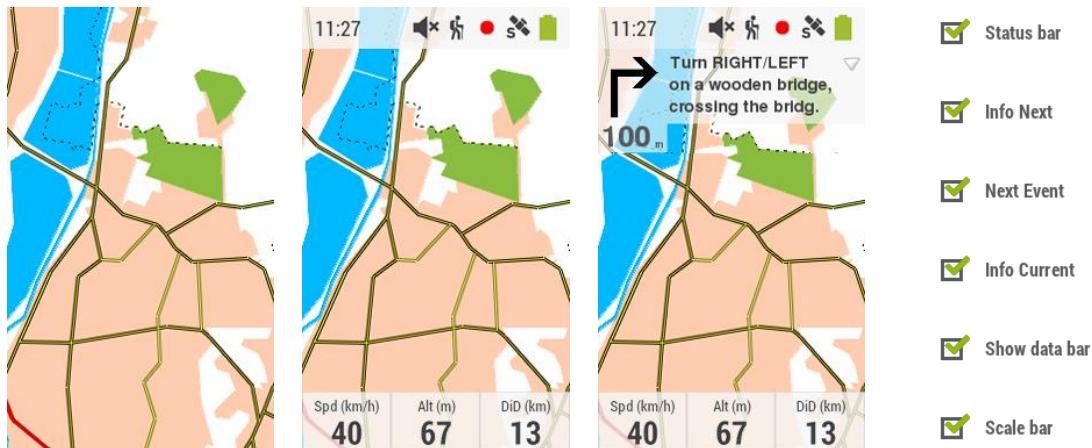 11:27
Spd (km/h)
Alt (m)
DiD (km)
40
67
13
11:27
Turn RIGHT/LEFT
on a wooden bridge,
crossing the bridg.
100 m
Spd (km/h)
Alt (m)
DiD (km)
40
67
13
Status bar
Info Next
Next Event
Info Current
Show data bar
Scale bar